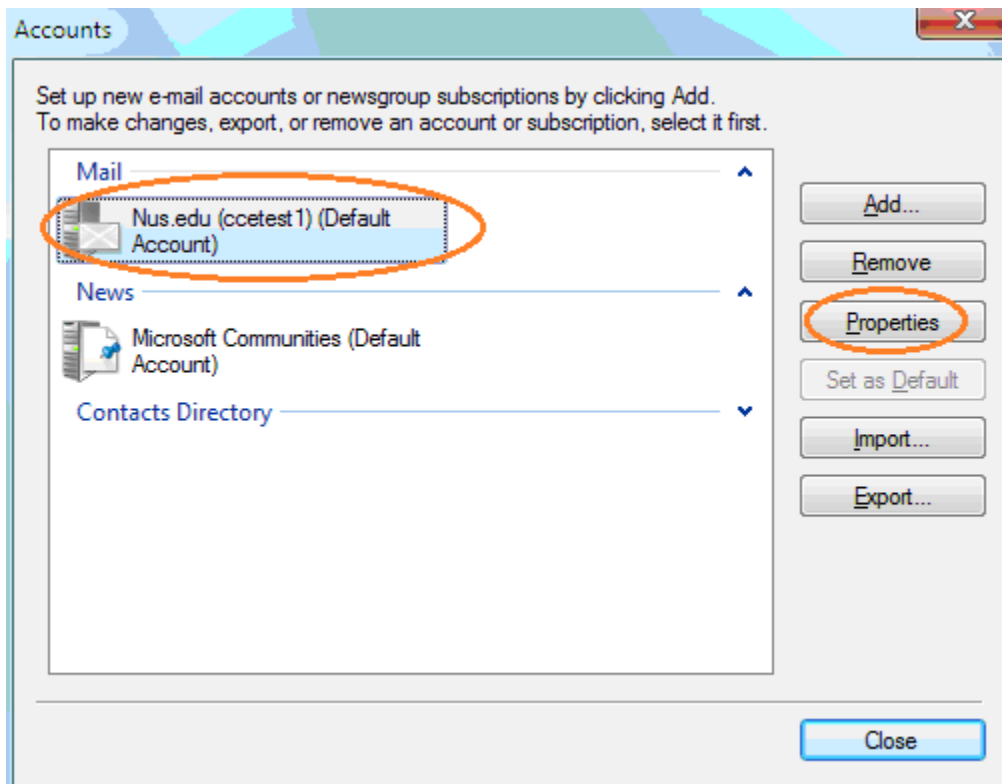 Accounts
Set up new e-mail accounts or newsgroup subscriptions by clicking Add.
To make changes, export, or remove an account or subscription, select it first.
Mail
Nus.edu (ccetest1) (Default
Account)
News
Microsoft Communities (Default
Account)
Contacts Directory
Add...
Remove
Properties
Set as Default
Import...
Export...
Close